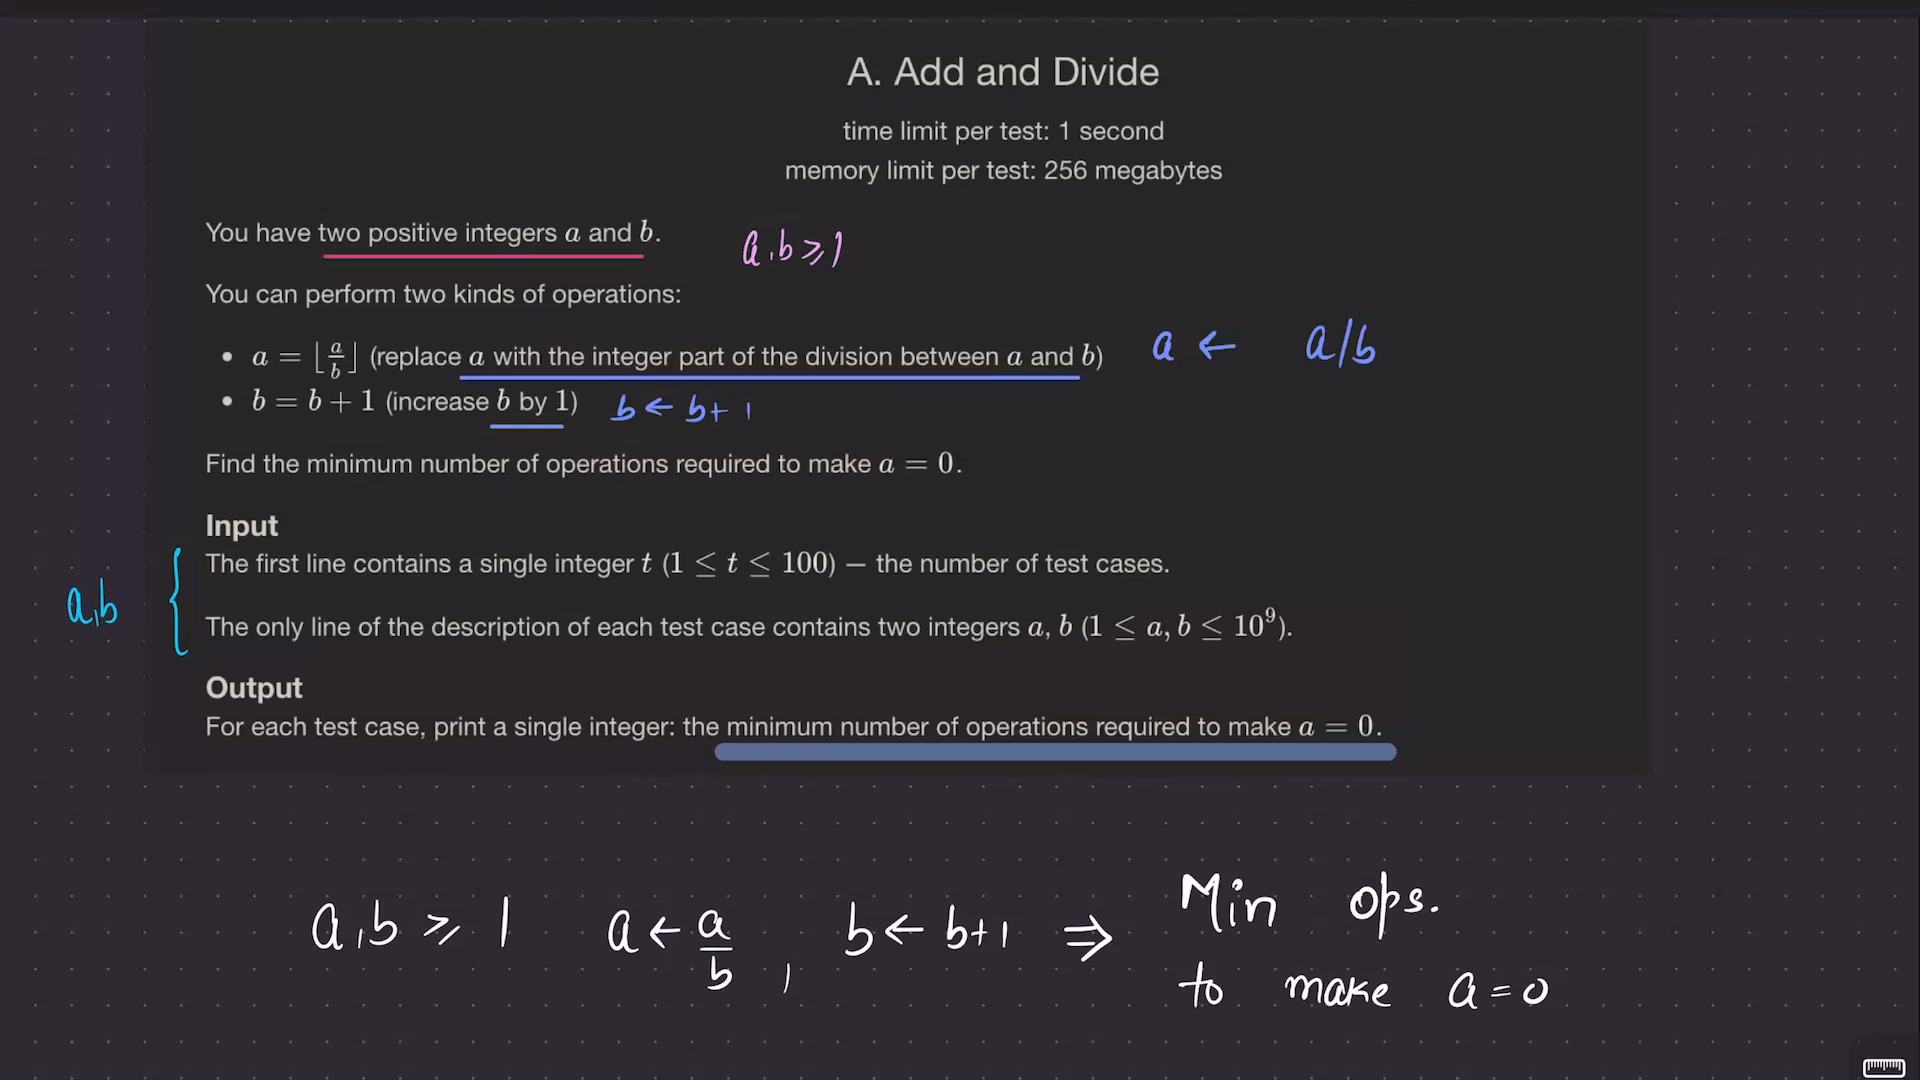 A. Add and Divide
time limit per test: 1 second
memory limit per test: 256 megabytes
You have two positive integers a and b.
a,b ≥ 1
You can perform two kinds of operations:
• a = ⌊a/b⌋ (replace a with the integer part of the division between a and b)
a ← a/b
• b = b + 1 (increase b by 1)
b ← b+1
Find the minimum number of operations required to make a = 0.
Input
The first line contains a single integer t (1 ≤ t ≤ 100) — the number of test cases.
a,b {
The only line of the description of each test case contains two integers a, b (1 ≤ a, b ≤ 10⁹).
Output
For each test case, print a single integer: the minimum number of operations required to make a = 0.
a,b ≥ 1 a ← a/b , b ← b+1 ⇒ Min ops.
to make a = 0